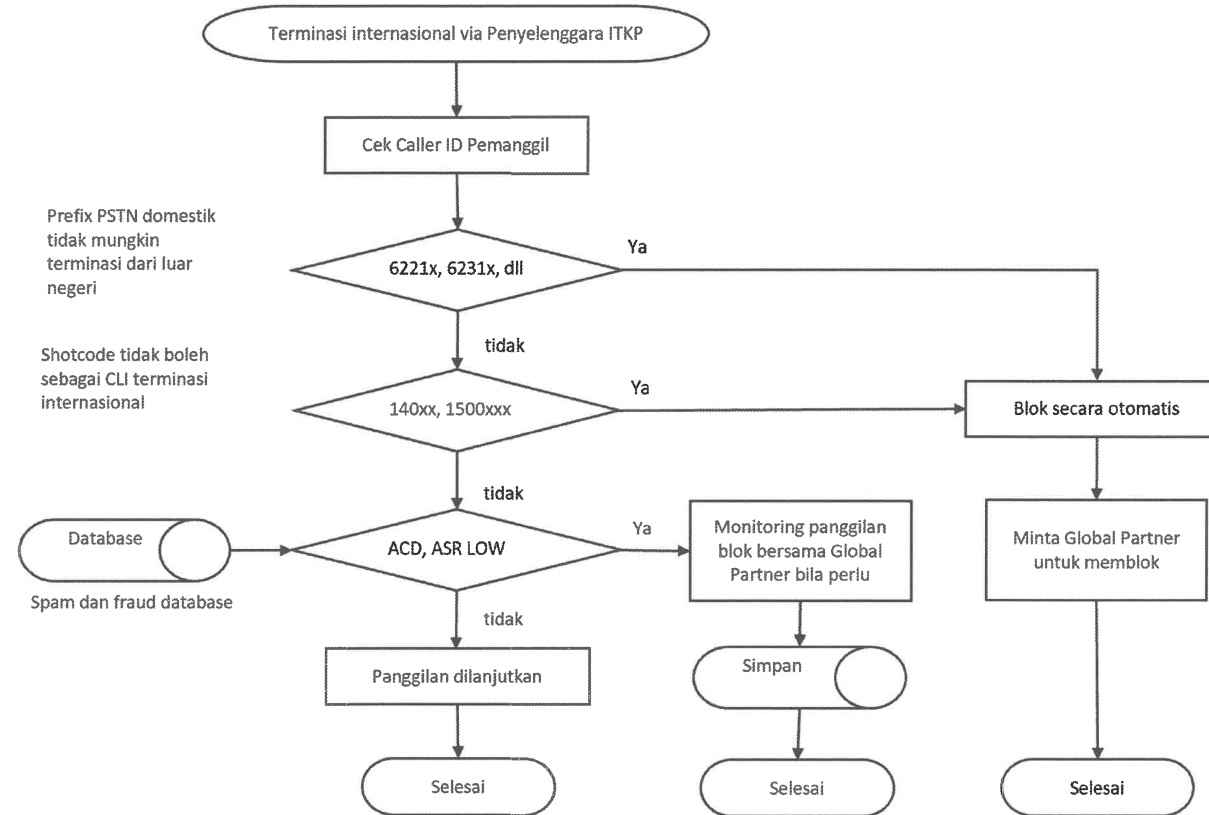 Terminasi internasional via Penyelenggara ITKP
Cek Caller ID Pemanggil
Prefix PSTN domestik
tidak mungkin
terminasi dari luar
negeri
6221x, 6231x, dll
Ya
tidak
Shotcode tidak boleh
sebagai CLI terminasi
internasional
140xx, 1500xxx
Ya
Blok secara otomatis
tidak
Database
Spam dan fraud database
ACD, ASR LOW
Ya
Monitoring panggilan
blok bersama Global
Partner bila perlu
Minta Global Partner
untuk memblok
tidak
Panggilan dilanjutkan
Simpan
Selesai
Selesai
Selesai